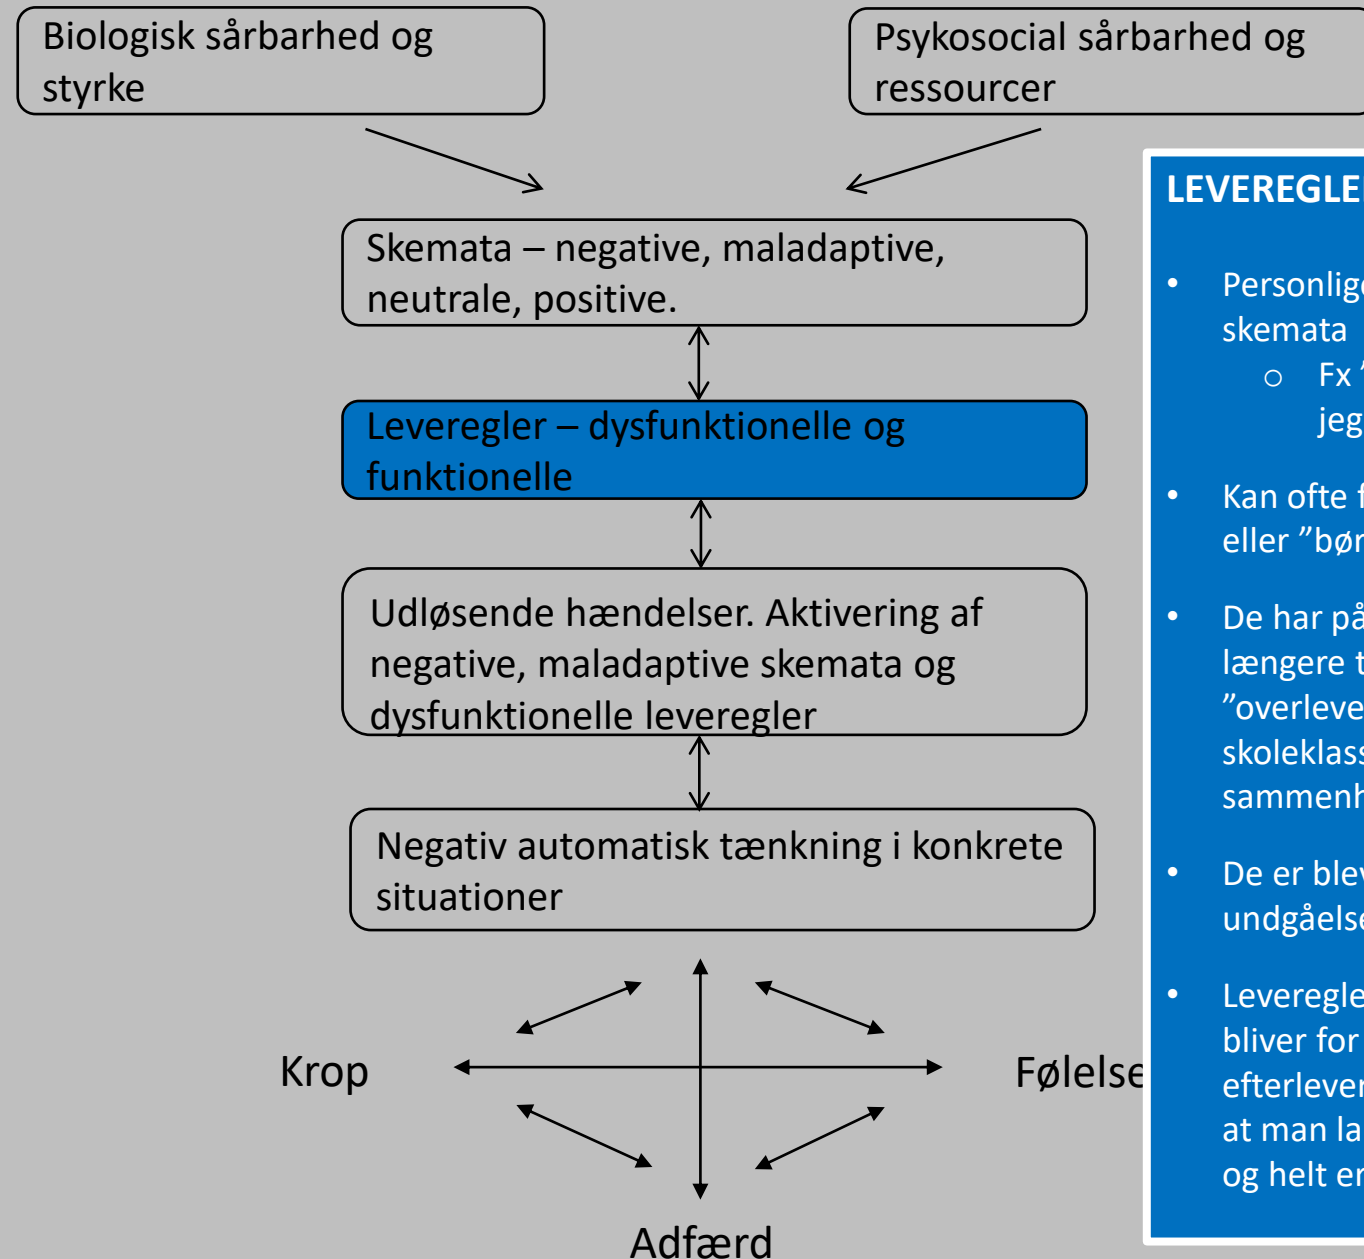 Biologisk sårbarhed og
styrke
Psykosocial sårbarhed og
ressourcer
Skemata – negative, maladaptive,
neutrale, positive.
Leveregler – dysfunktionelle og
funktionelle
Udløsende hændelser. Aktivering af
negative, maladaptive skemata og
dysfunktionelle leveregler
Negativ automatisk tænkning i konkrete
situationer
Krop
Følelse
Adfærd
LEVEREGLE
• Personlige
skemata
o Fx ”
jeg
• Kan ofte f
eller ”bør
• De har på
længere t
”overleve
skoleklass
sammenh
• De er blev
undgåelse
• Leveregle
bliver for
efterlever
at man la
og helt er